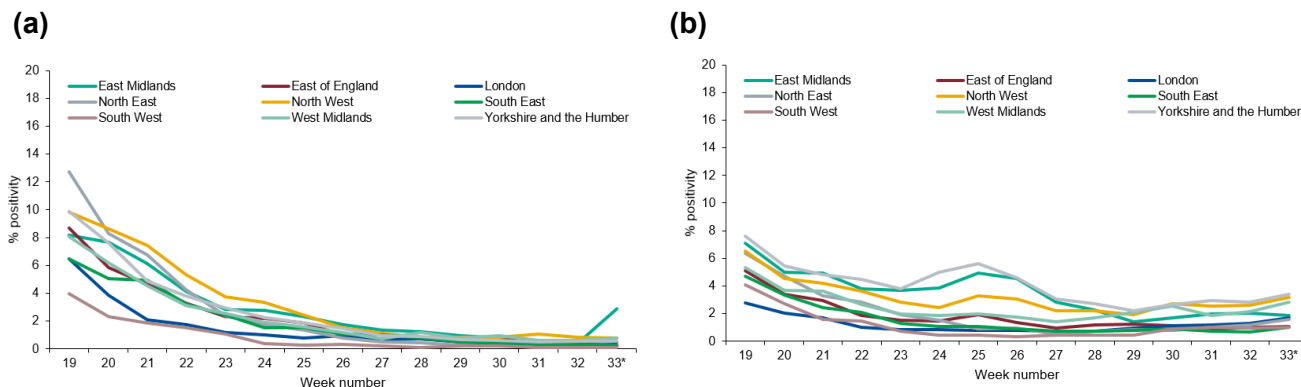 (a)
20
18
16
14
12
10
8
6
4
2
0
% positivity
East Midlands East of England London
North East North West South East
South West West Midlands Yorkshire and the Humber
19 20 21 22 23 24 25 26 27 28 29 30 31 32 33*
Week number
(b)
20
18
16
14
12
10
8
6
4
2
0
% positivity
East Midlands East of England London
North East North West South East
South West West Midlands Yorkshire and the Humber
19 20 21 22 23 24 25 26 27 28 29 30 31 32 33*
Week number